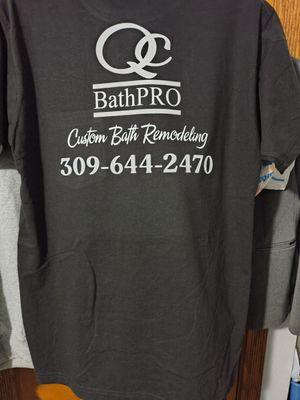 QC
BathPRO
Custom Bath Remodeling
309-644-2470